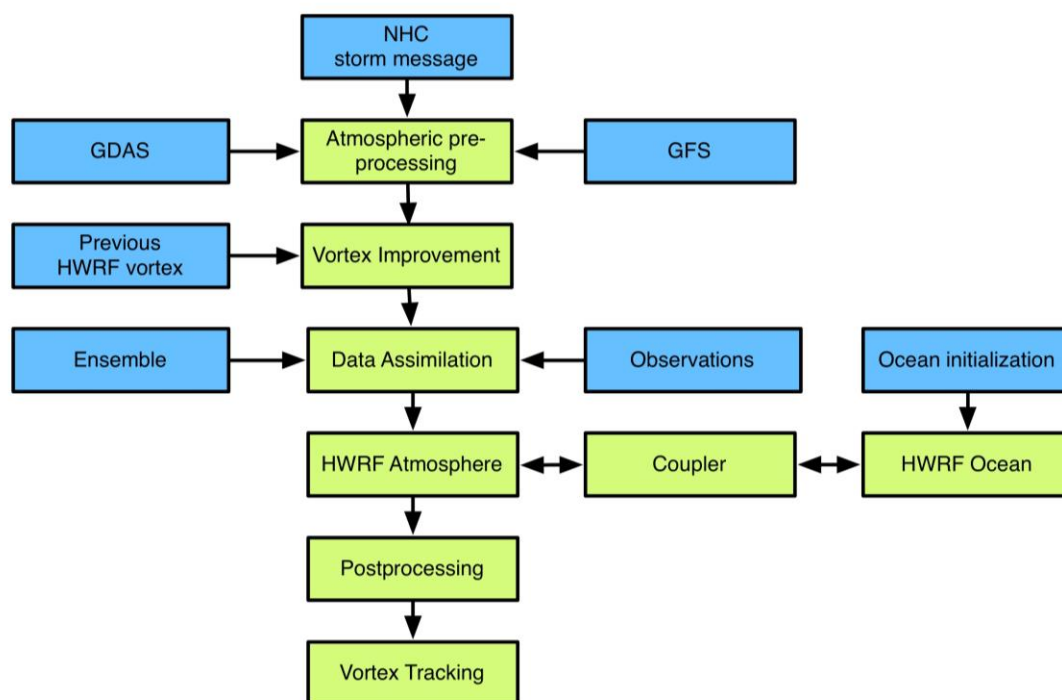 NHC
storm message
GDAS
Atmospheric pre-
processing
GFS
Previous
HWRF vortex
Vortex Improvement
Ensemble
Data Assimilation
Observations
Ocean initialization
HWRF Atmosphere
Coupler
HWRF Ocean
Postprocessing
Vortex Tracking